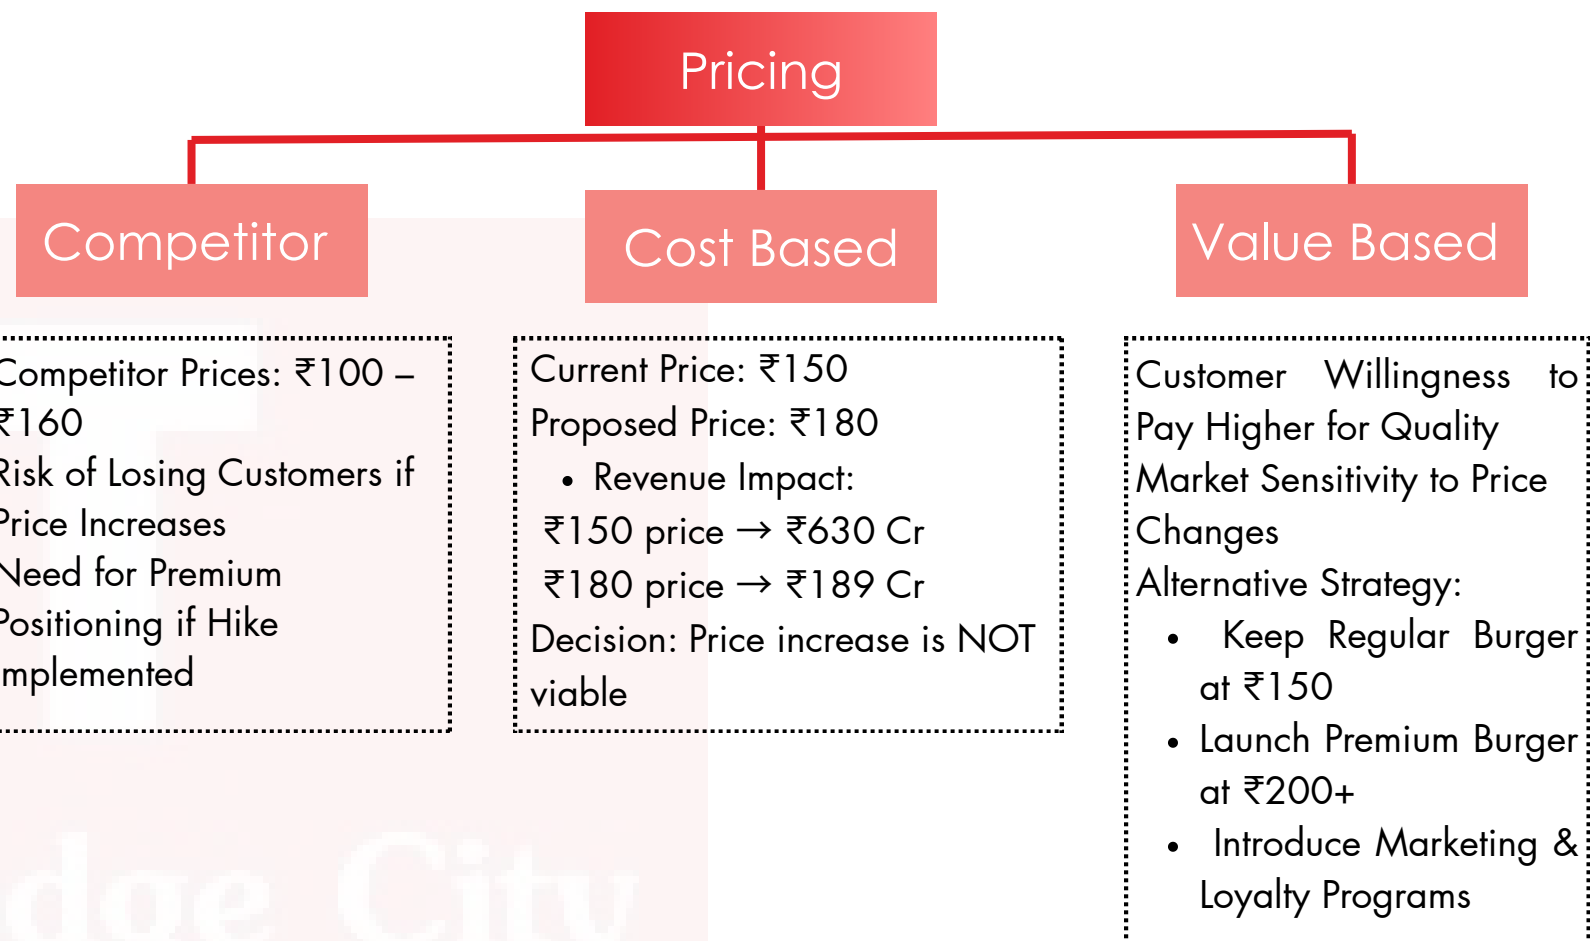 Pricing
Competitor
Cost Based
Value Based
Competitor Prices: ₹100 –
₹160
Risk of Losing Customers if
Price Increases
Need for Premium
Positioning if Hike
Implemented
Current Price: ₹150
Proposed Price: ₹180
• Revenue Impact:
₹150 price → ₹630 Cr
₹180 price → ₹189 Cr
Decision: Price increase is NOT
viable
Customer Willingness to
Pay Higher for Quality
Market Sensitivity to Price
Changes
Alternative Strategy:
• Keep Regular Burger
at ₹150
• Launch Premium Burger
at ₹200+
• Introduce Marketing &
Loyalty Programs
City